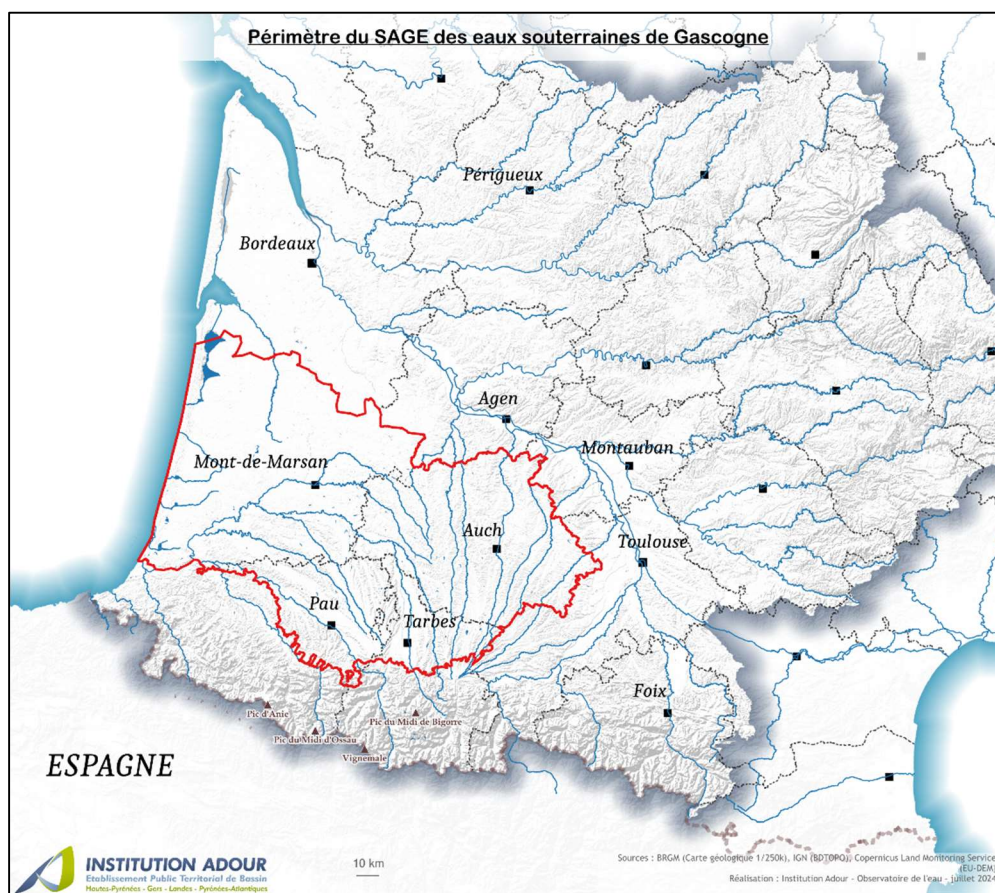 Périmètre du SAGE des eaux souterraines de Gascogne
Périgueux
Bordeaux
Agen
Montauban
Mont-de-Marsan
Auch
Toulouse
Pau
Tarbes
Foix
Pic d'Anie
Pic du Midi de Bigorre
Pic du Midi d'Ossau
Vignemale
ESPAGNE
INSTITUTION ADOUR
Etablissement Public Territorial de Bassin
Hautes-Pyrénées - Gers - Landes - Pyrénées-Atlantiques
10 km
Sources : BRGM (Carte géologique 1/250k), IGN (BDTOPO), Copernicus Land Monitoring Service
(EU-DEM)
Réalisation : Institution Adour - Observatoire de l'eau - juillet 2024